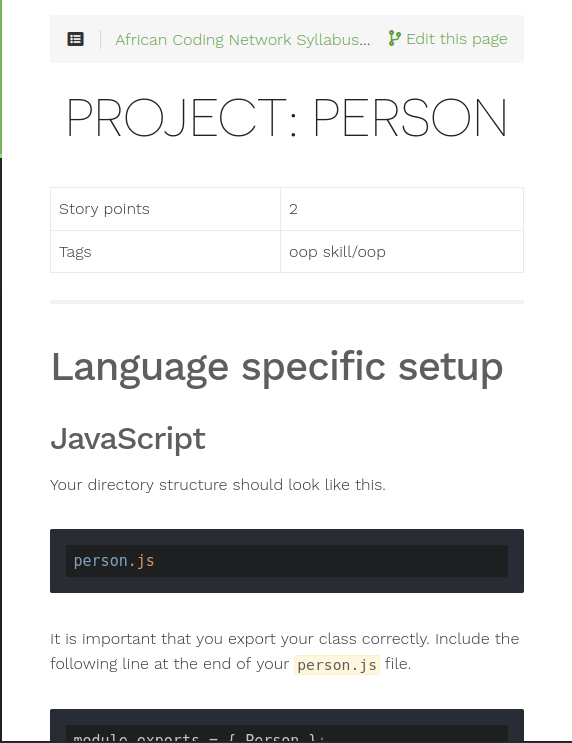 African Coding Network Syllabus... Edit this page
PROJECT: PERSON
Story points 2
Tags oop skill/oop
Language specific setup
JavaScript
Your directory structure should look like this.
person.js
It is important that you export your class correctly. Include the
following line at the end of your person.js file.
module.exports = { Person };